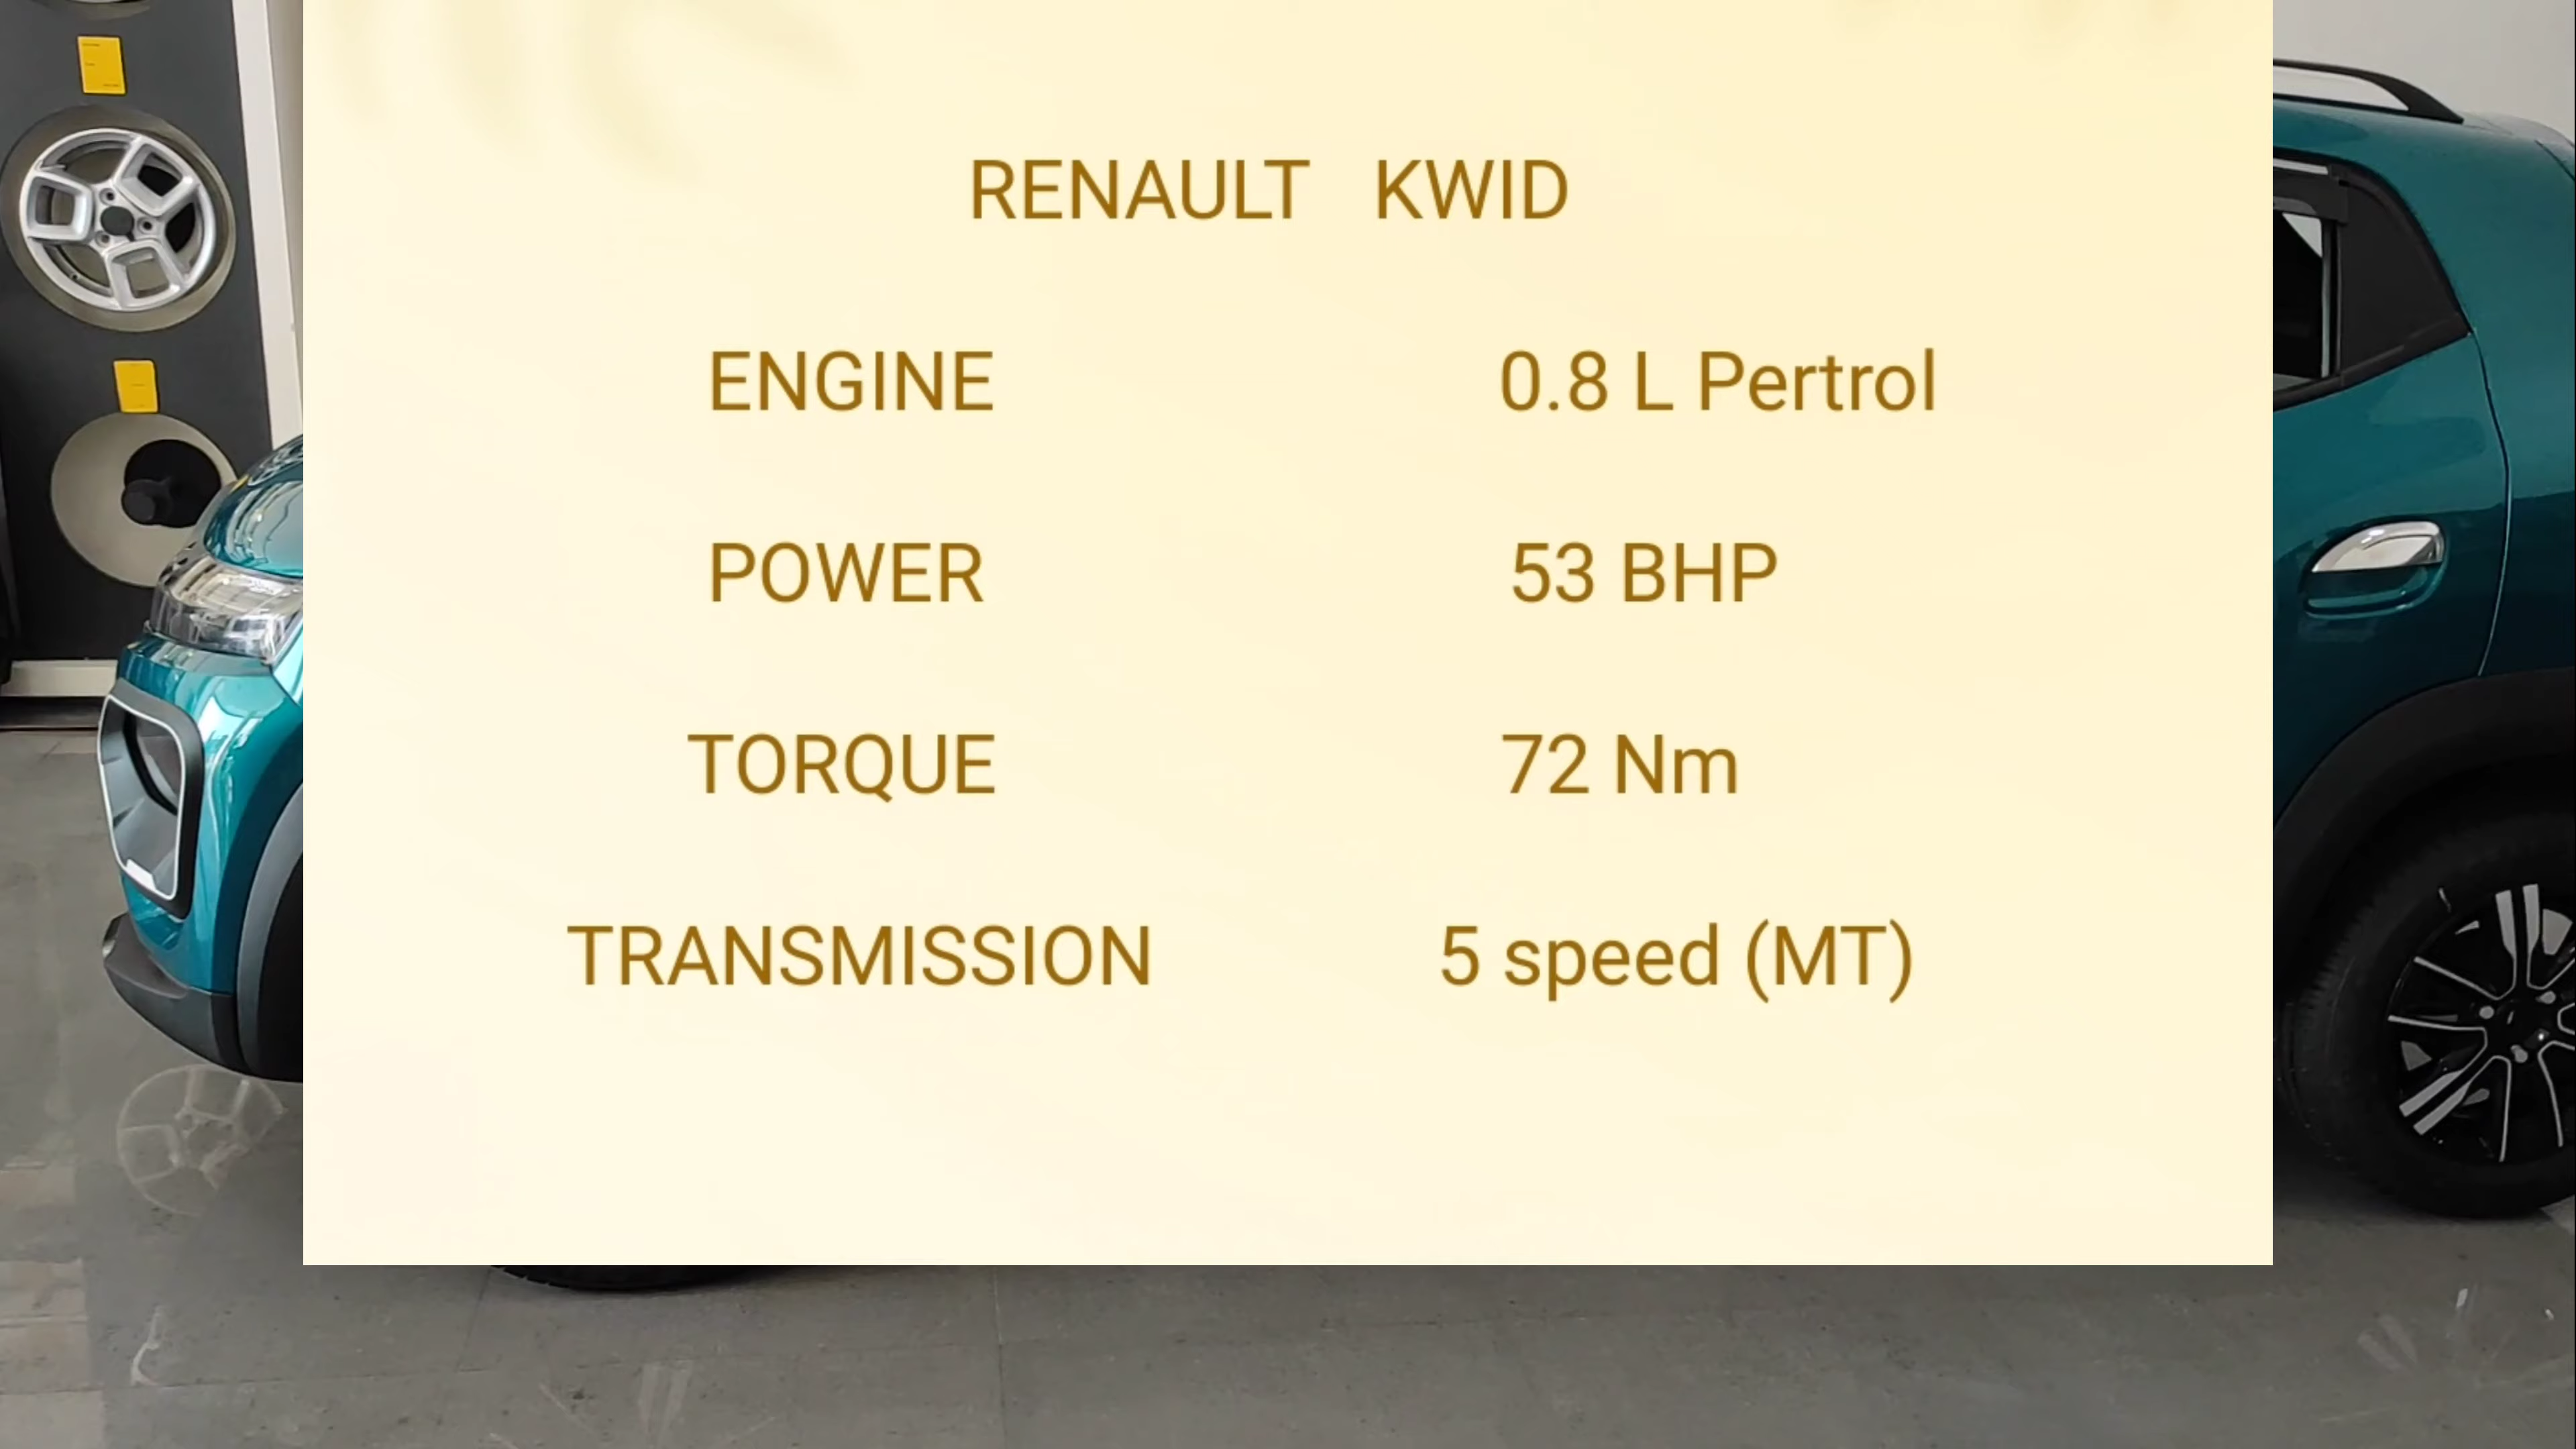 RENAULT KWID
ENGINE 0.8 L Pertrol
POWER 53 BHP
TORQUE 72 Nm
TRANSMISSION 5 speed (MT)